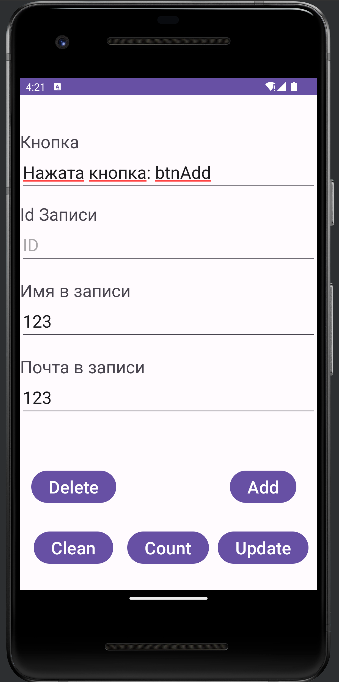 4:21
Кнопка
Нажата кнопка: btnAdd
Id Записи
ID
Имя в записи
123
Почта в записи
123
Delete Add
Clean Count Update